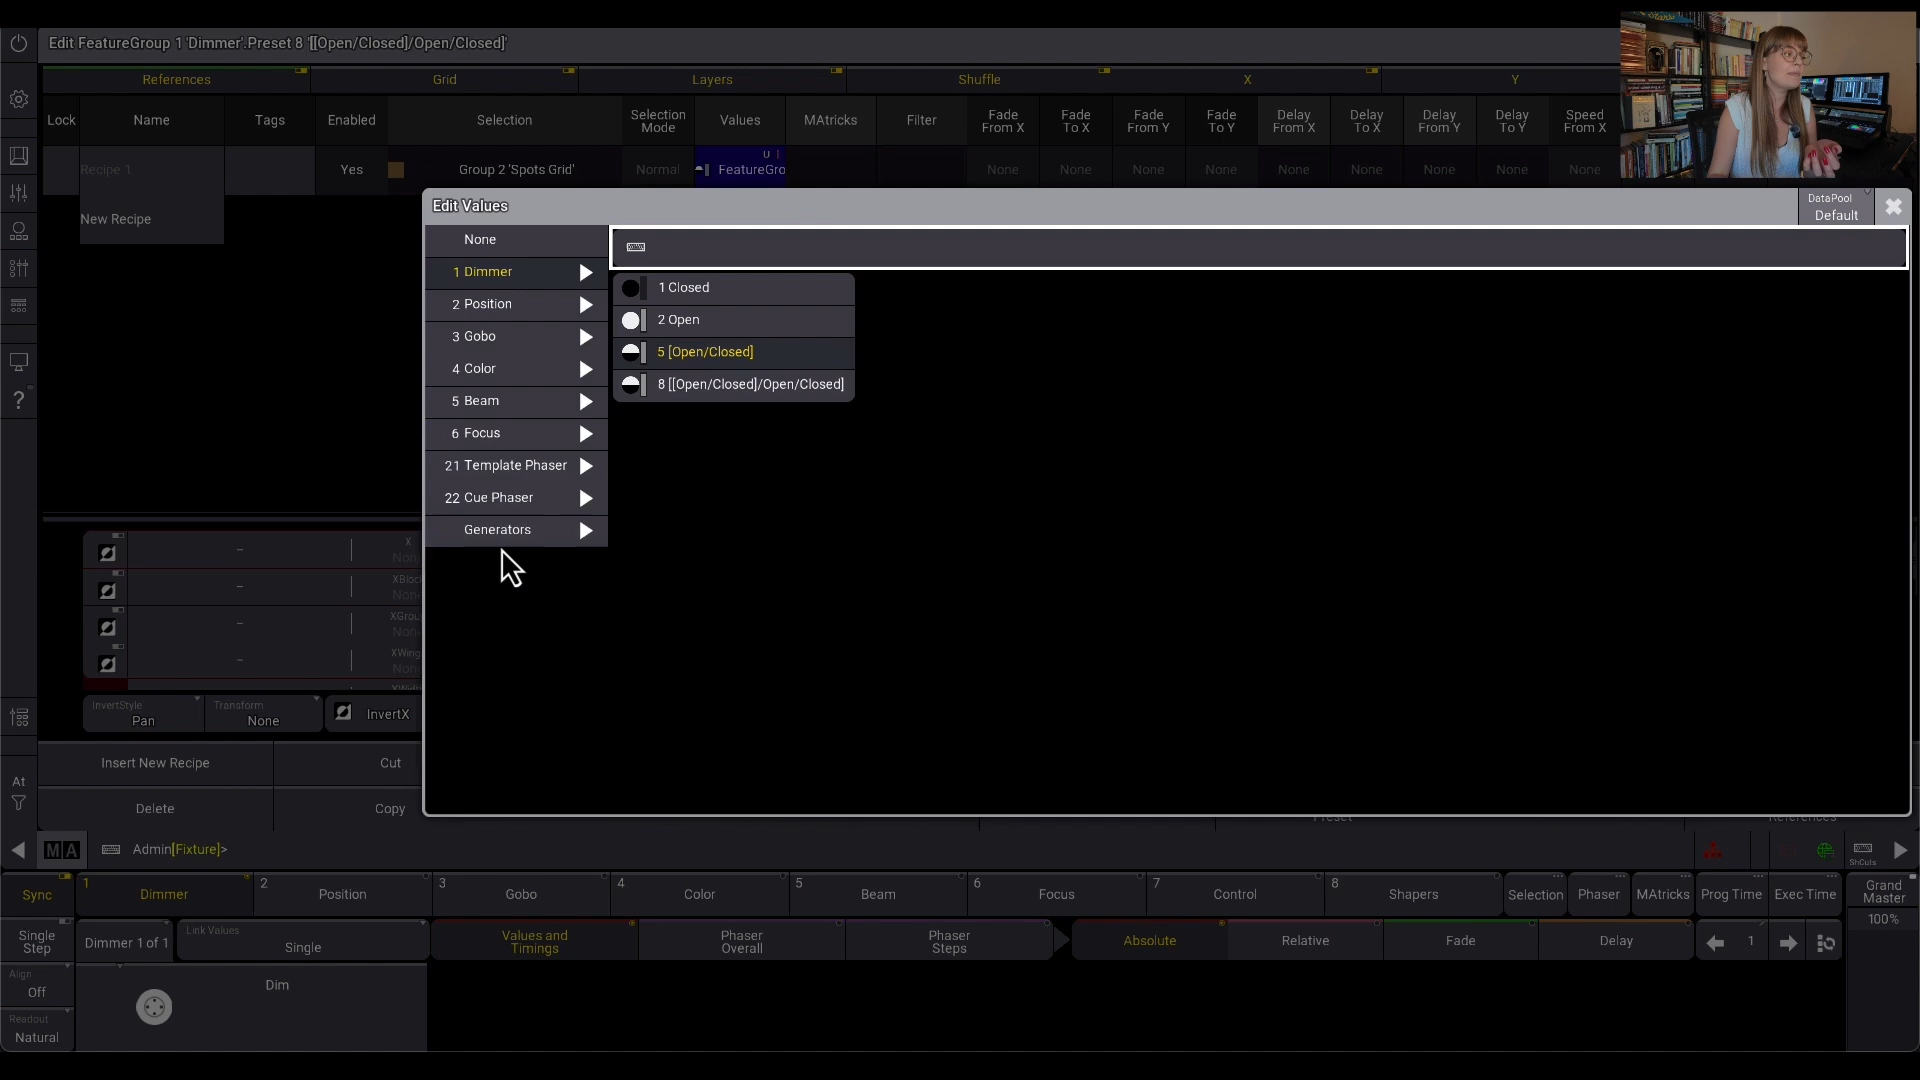 Edit FeatureGroup 1 'Dimmer'.Preset 8 '[[Open/Closed]/Open/Closed]'
References Grid Layers Shuffle X Y
Lock Name Tags Enabled Selection Selection Mode Values MAtricks Filter Fade From X Fade To X Fade From Y Fade To Y Delay From X Delay To X Delay From Y Delay To Y Speed From X
Recipe 1 Yes Group 2 'Spots Grid' Normal U | FeatureGro None None None None None None None None None
New Recipe
Edit Values
DataPool
Default
None
1 Dimmer
2 Position
3 Gobo
4 Color
5 Beam
6 Focus
21 Template Phaser
22 Cue Phaser
Generators
1 Closed
2 Open
5 [Open/Closed]
8 [[Open/Closed]/Open/Closed]
X
XBloc
XGrou
XWing
InvertStyle
Pan
Transform
None
InvertX
Insert New Recipe Cut
Delete Copy
At
MA Admin[Fixture]>
ShCuts
Sync 1 Dimmer 2 Position 3 Gobo 4 Color 5 Beam 6 Focus 7 Control 8 Shapers Selection Phaser MAtricks Prog Time Exec Time Grand Master
100%
Single Step Dimmer 1 of 1 Link Values Single Values and Timings Phaser Overall Phaser Steps Absolute Relative Fade Delay 1
Align
Off
Dim
Readout
Natural